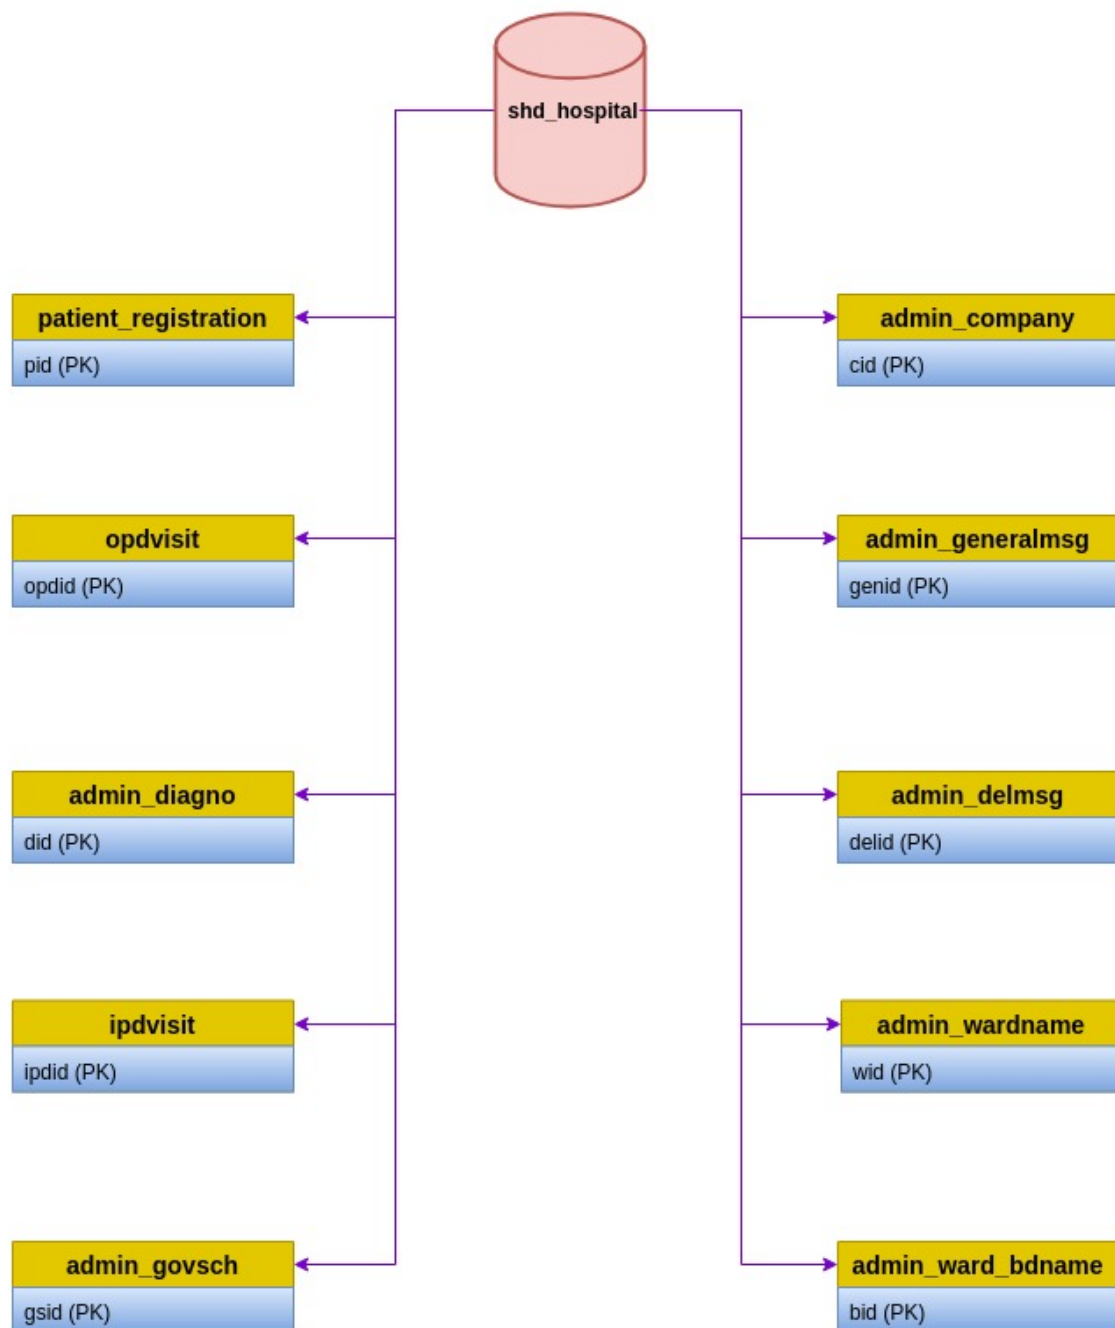 shd_hospital
patient_registration
pid (PK)
admin_company
cid (PK)
opdvisit
opdid (PK)
admin_generalmsg
genid (PK)
admin_diagno
did (PK)
admin_delmsg
delid (PK)
ipdvisit
ipdid (PK)
admin_wardname
wid (PK)
admin_govsch
gsid (PK)
admin_ward_bdname
bid (PK)